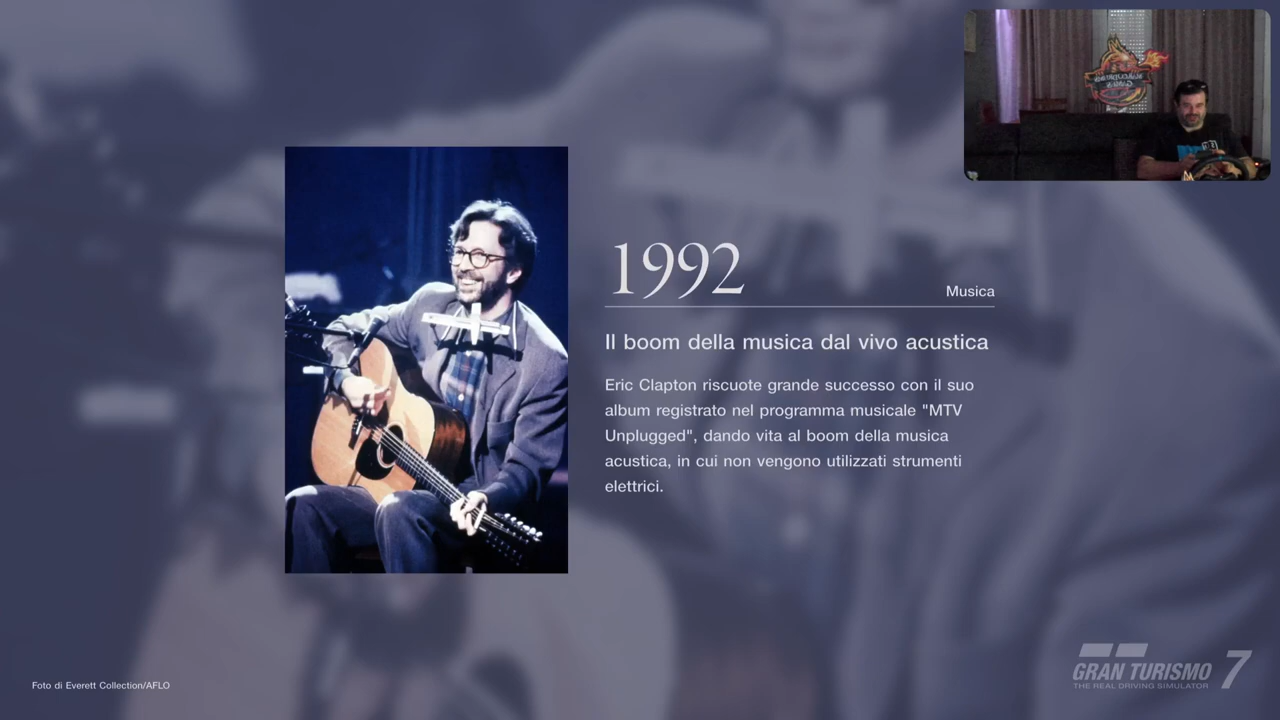 1992
Musica
Il boom della musica dal vivo acustica
Eric Clapton riscuote grande successo con il suo
album registrato nel programma musicale "MTV
Unplugged", dando vita al boom della musica
acustica, in cui non vengono utilizzati strumenti
elettrici.
Foto di Everett Collection/AFLO
GRAN TURISMO 7
THE REAL DRIVING SIMULATOR